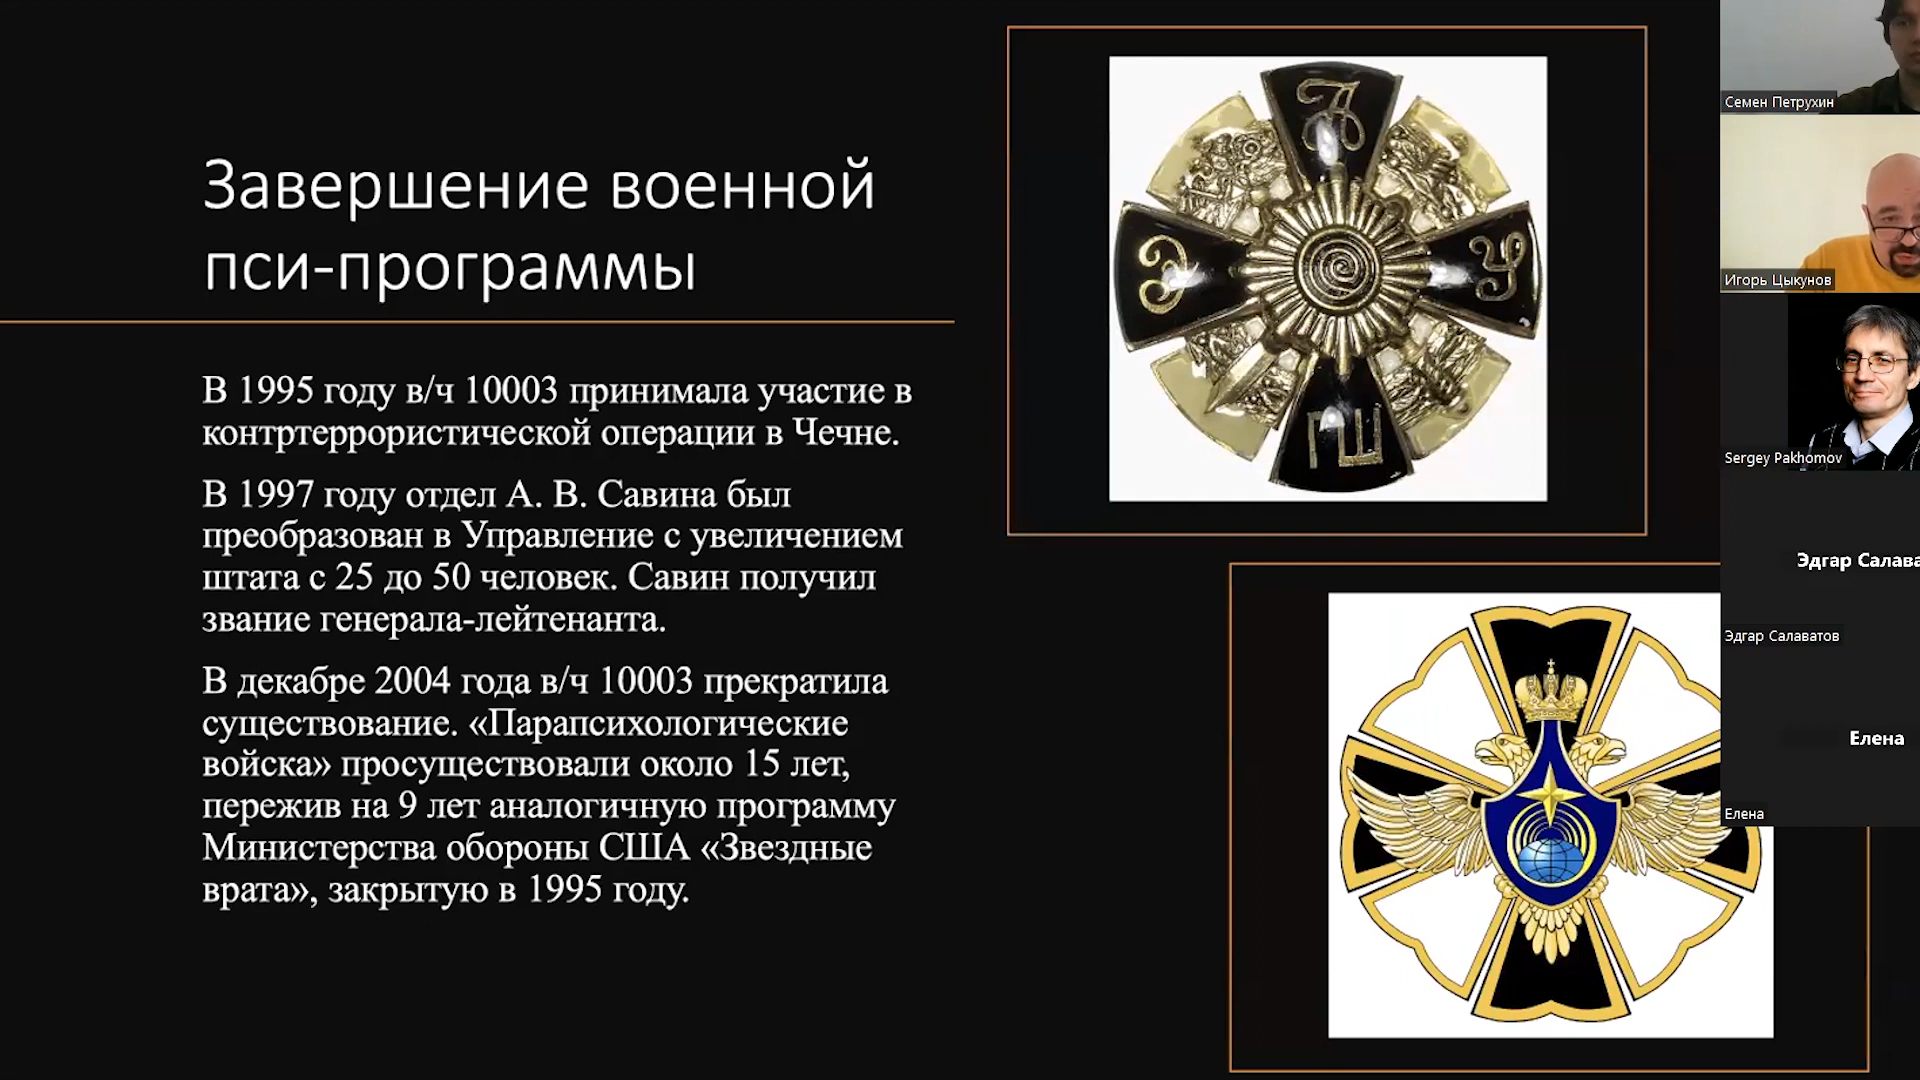 Завершение военной
пси-программы
В 1995 году в/ч 10003 принимала участие в
контртеррористической операции в Чечне.
В 1997 году отдел А. В. Савина был
преобразован в Управление с увеличением
штата с 25 до 50 человек. Савин получил
звание генерала-лейтенанта.
В декабре 2004 года в/ч 10003 прекратила
существование. «Парапсихологические
войска» просуществовали около 15 лет,
пережив на 9 лет аналогичную программу
Министерства обороны США «Звездные
врата», закрытую в 1995 году.
А
Э
У
ГШ
Семен Петрухин
Игорь Цыкунов
Sergey Pakhomov
Эдгар Салава
Эдгар Салаватов
Елена
Елена